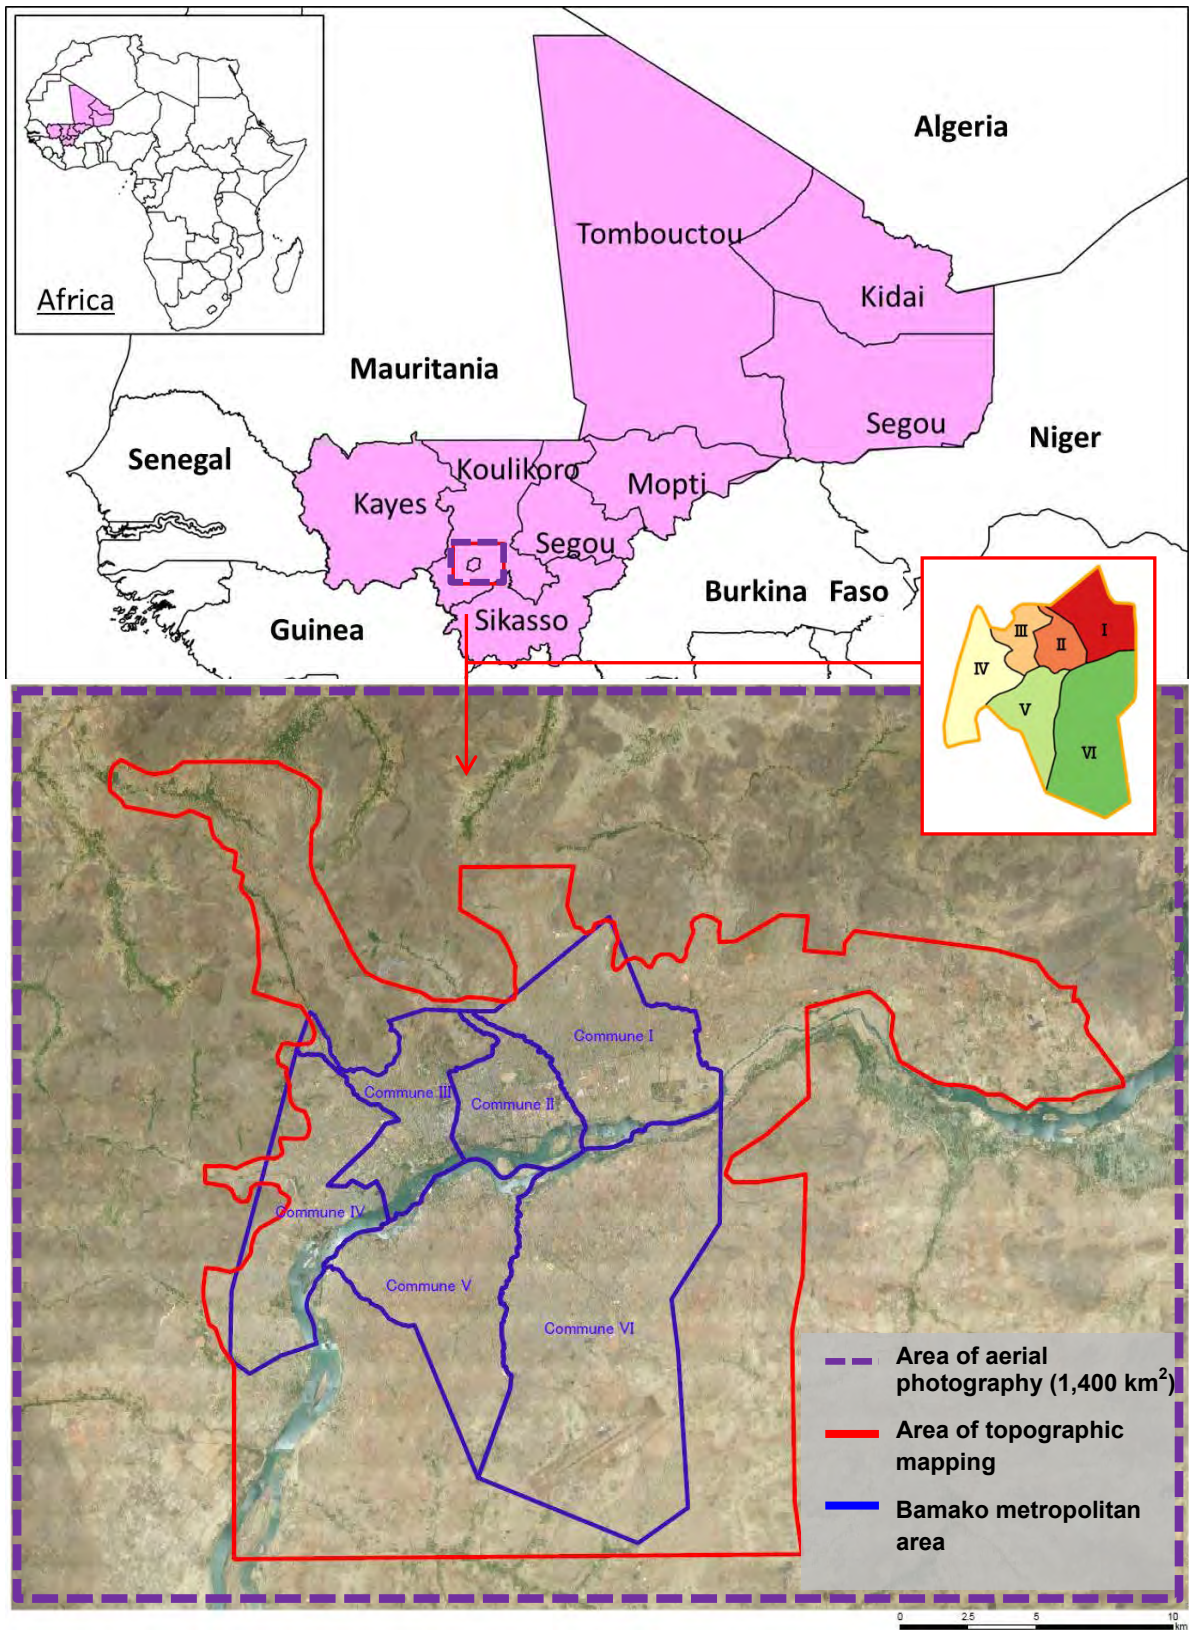 Africa
Algeria
Tombouctou
Kidai
Mauritania
Segou
Niger
Senegal
Koulikoro
Kayes
Mopti
Segou
Burkina Faso
Guinea
Sikasso
I
II
III
IV
V
VI
Commune I
Commune III
Commune II
Commune IV
Commune V
Commune VI
Area of aerial
photography (1,400 km²)
Area of topographic
mapping
Bamako metropolitan
area
0 2.5 5 10
km